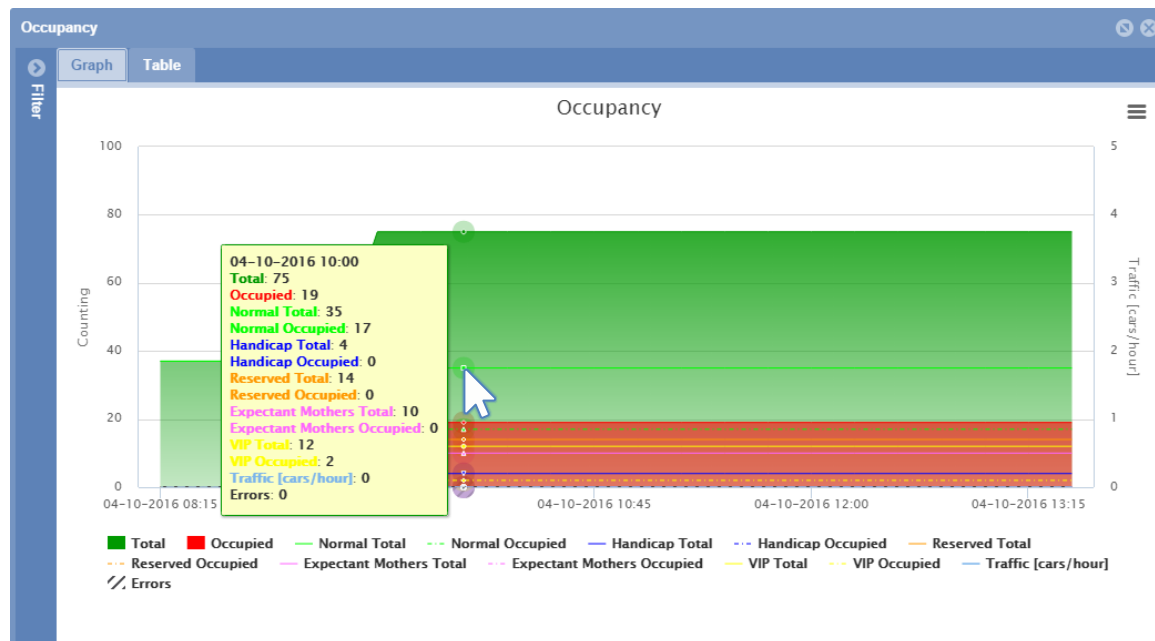 Occupancy
Graph Table
Filter
Occupancy
100
80
60
40
20
0
Counting
5
4
3
2
1
0
Traffic [cars/hour]
04-10-2016 10:00
Total: 75
Occupied: 19
Normal Total: 35
Normal Occupied: 17
Handicap Total: 4
Handicap Occupied: 0
Reserved Total: 14
Reserved Occupied: 0
Expectant Mothers Total: 10
Expectant Mothers Occupied: 0
VIP Total: 12
VIP Occupied: 2
Traffic [cars/hour]: 0
Errors: 0
04-10-2016 08:15 04-10-2016 10:45 04-10-2016 12:00 04-10-2016 13:15
Total Occupied Normal Total Normal Occupied Handicap Total Handicap Occupied Reserved Total
Reserved Occupied Expectant Mothers Total Expectant Mothers Occupied VIP Total VIP Occupied Traffic [cars/hour]
Errors